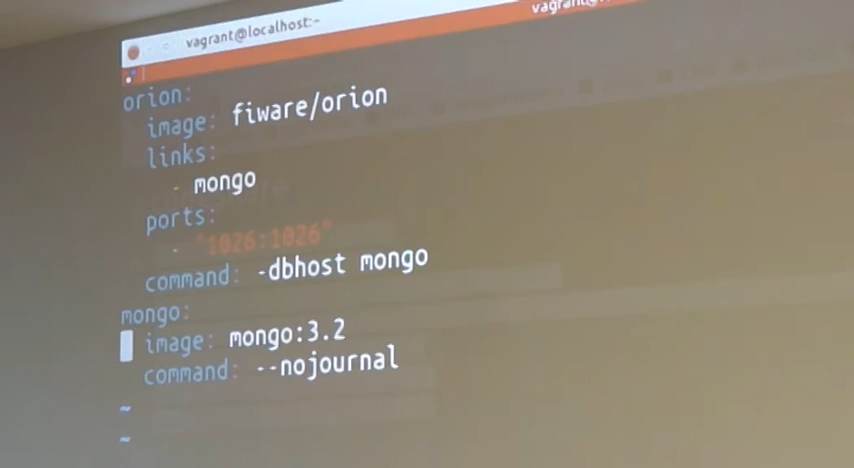 vagrant@localhost:~
orion:
  image: fiware/orion
  links:
    - mongo
  ports:
    - "1026:1026"
  command: -dbhost mongo
mongo:
  image: mongo:3.2
  command: --nojournal
~
~